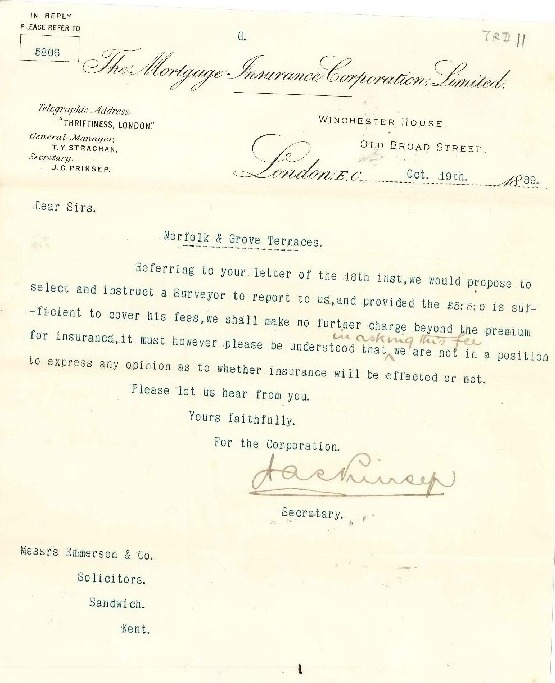 IN REPLY
PLEASE REFER TO
5906
G.
TRD 11
The Mortgage Insurance Corporation, Limited.
Telegraphic Address
"THRIFTINESS, LONDON."
General Manager,
T. Y. STRACHAN.
Secretary.
J. C. PRINSEP.
WINCHESTER HOUSE
OLD BROAD STREET.
London, E.C. Oct. 19th. 1899.
Dear Sirs.
Norfolk & Grove Terraces.
Referring to your letter of the 18th inst, we would propose to
select and instruct a Surveyor to report to us, and provided the is suf-
-ficient to cover his fees, we shall make no further charge beyond the premium
in asking this fee
for insurance, it must however please be understood that we are not in a position
to express any opinion as to whether insurance will be effected or not.
Please let us hear from you.
Yours faithfully.
For the Corporation.
Jas Prinsep
Secretary.
Messrs Emmerson & Co.
Solicitors.
Sandwich.
Kent.